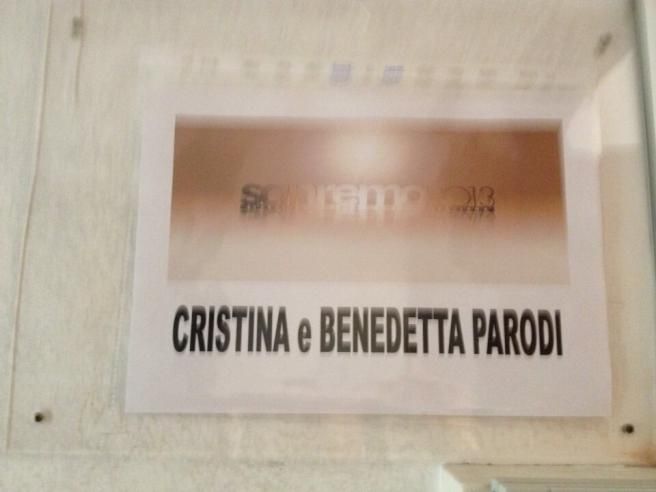 sanremo2013
CRISTINA e BENEDETTA PARODI